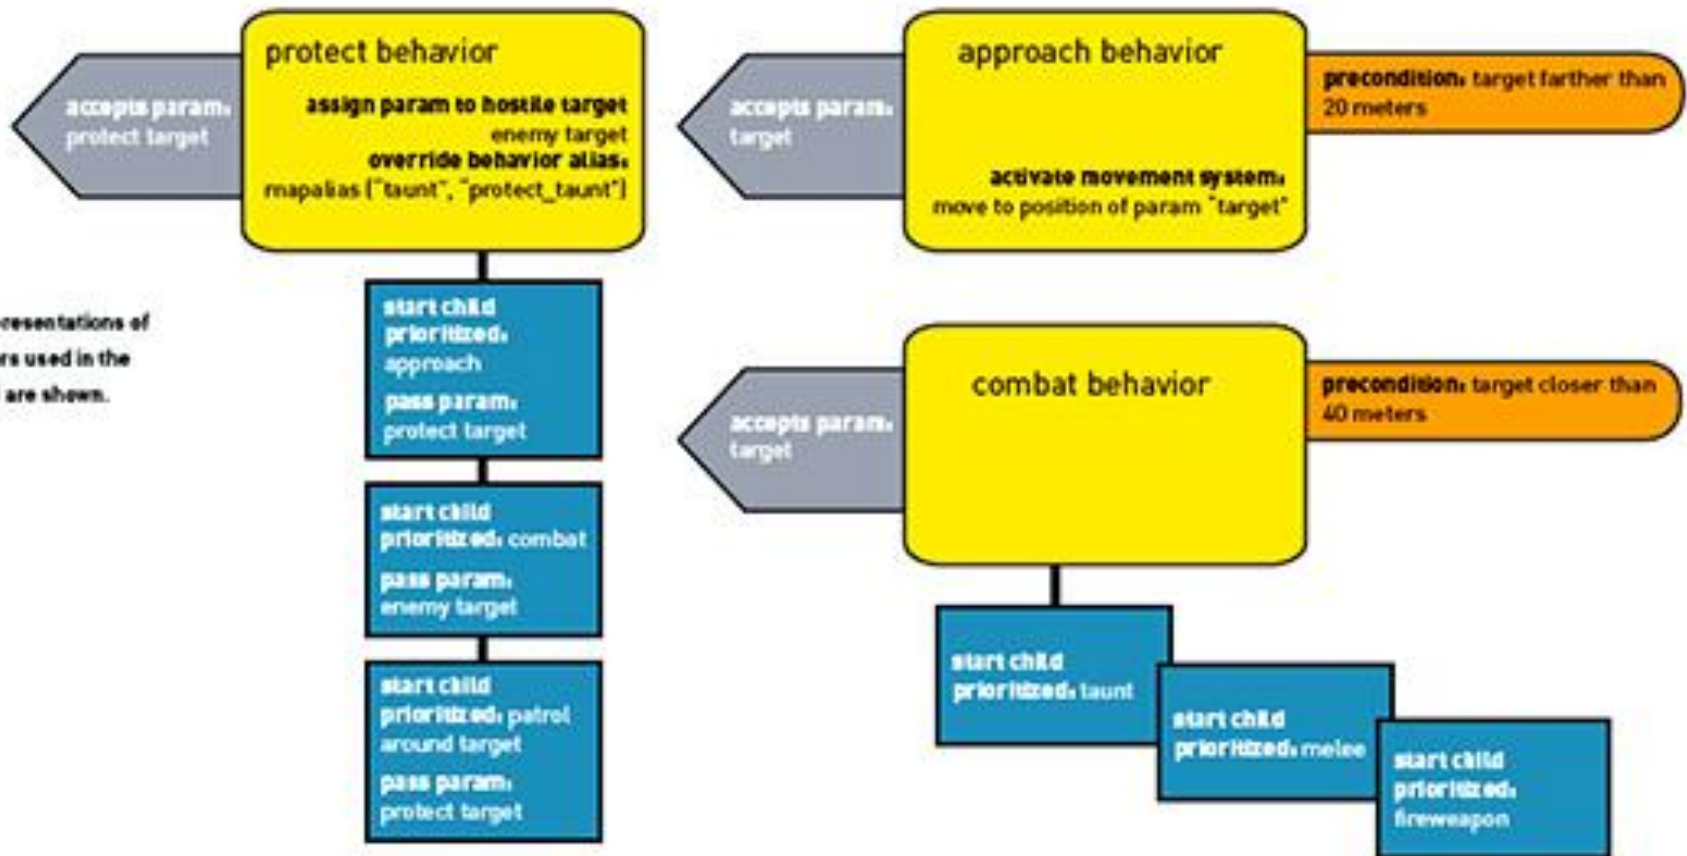 accepts param:
protect target
protect behavior
assign param to hostile target
enemy target
override behavior alias:
mapalias ("taunt", "protect_taunt")
start child
prioritized:
approach
pass param:
protect target
start child
prioritized: combat
pass param:
enemy target
start child
prioritized: patrol
around target
pass param:
protect target
resentations of
rs used in the
are shown.
accepts param:
target
approach behavior
activate movement system:
move to position of param "target"
precondition: target farther than
20 meters
accepts param:
target
combat behavior
precondition: target closer than
40 meters
start child
prioritized: taunt
start child
prioritized: melee
start child
prioritized:
fireweapon